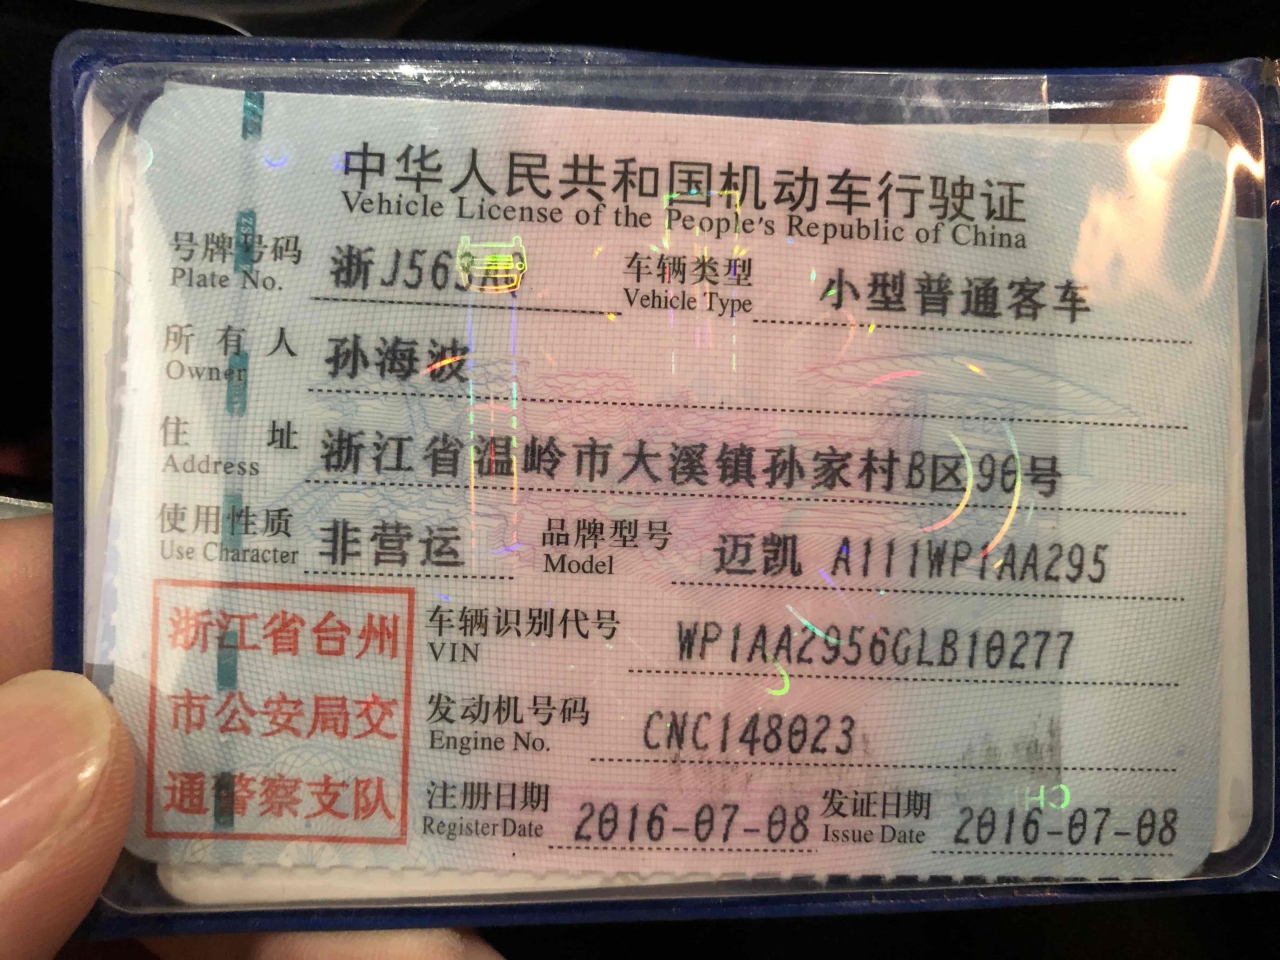 中华人民共和国机动车行驶证
Vehicle License of the People's Republic of China
号牌号码 浙J565 车辆类型 小型普通客车
Plate No. Vehicle Type
所有人 孙海波
Owner
住址 浙江省温岭市大溪镇孙家村B区96号
Address
使用性质 非营运 品牌型号 迈凯 A111WP1AA295
Use Character Model
浙江省台州
市公安局交
通警察支队
车辆识别代号 WP1AA2956GLB10277
VIN
发动机号码 CNC148023
Engine No.
注册日期 2016-07-08 发证日期 2016-07-08
Register Date Issue Date